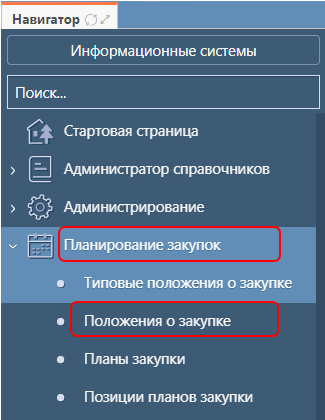 Навигатор
Информационные системы
Поиск...
Стартовая страница
Администратор справочников
Администрирование
Планирование закупок
Типовые положения о закупке
Положения о закупке
Планы закупки
Позиции планов закупки